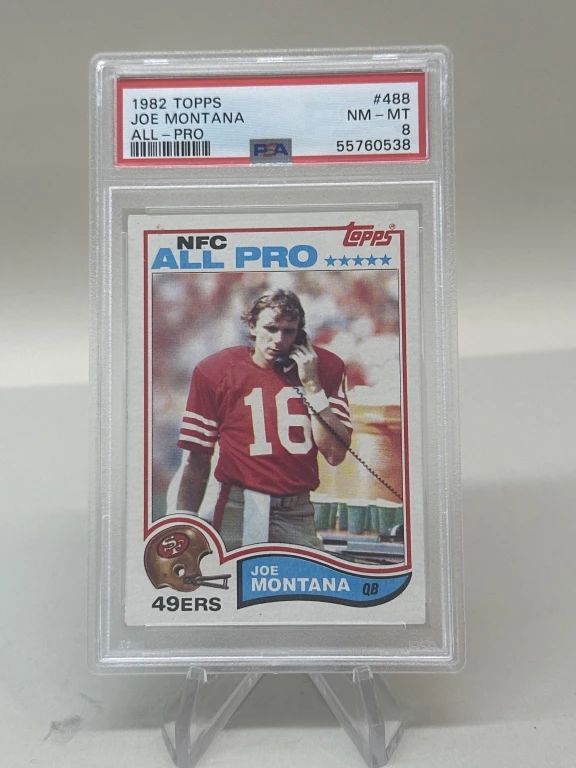 1982 TOPPS #488
JOE MONTANA NM - MT
ALL - PRO 8
PSA 55760538
NFC topps
ALL PRO
16
SF
JOE
MONTANA QB
49ERS